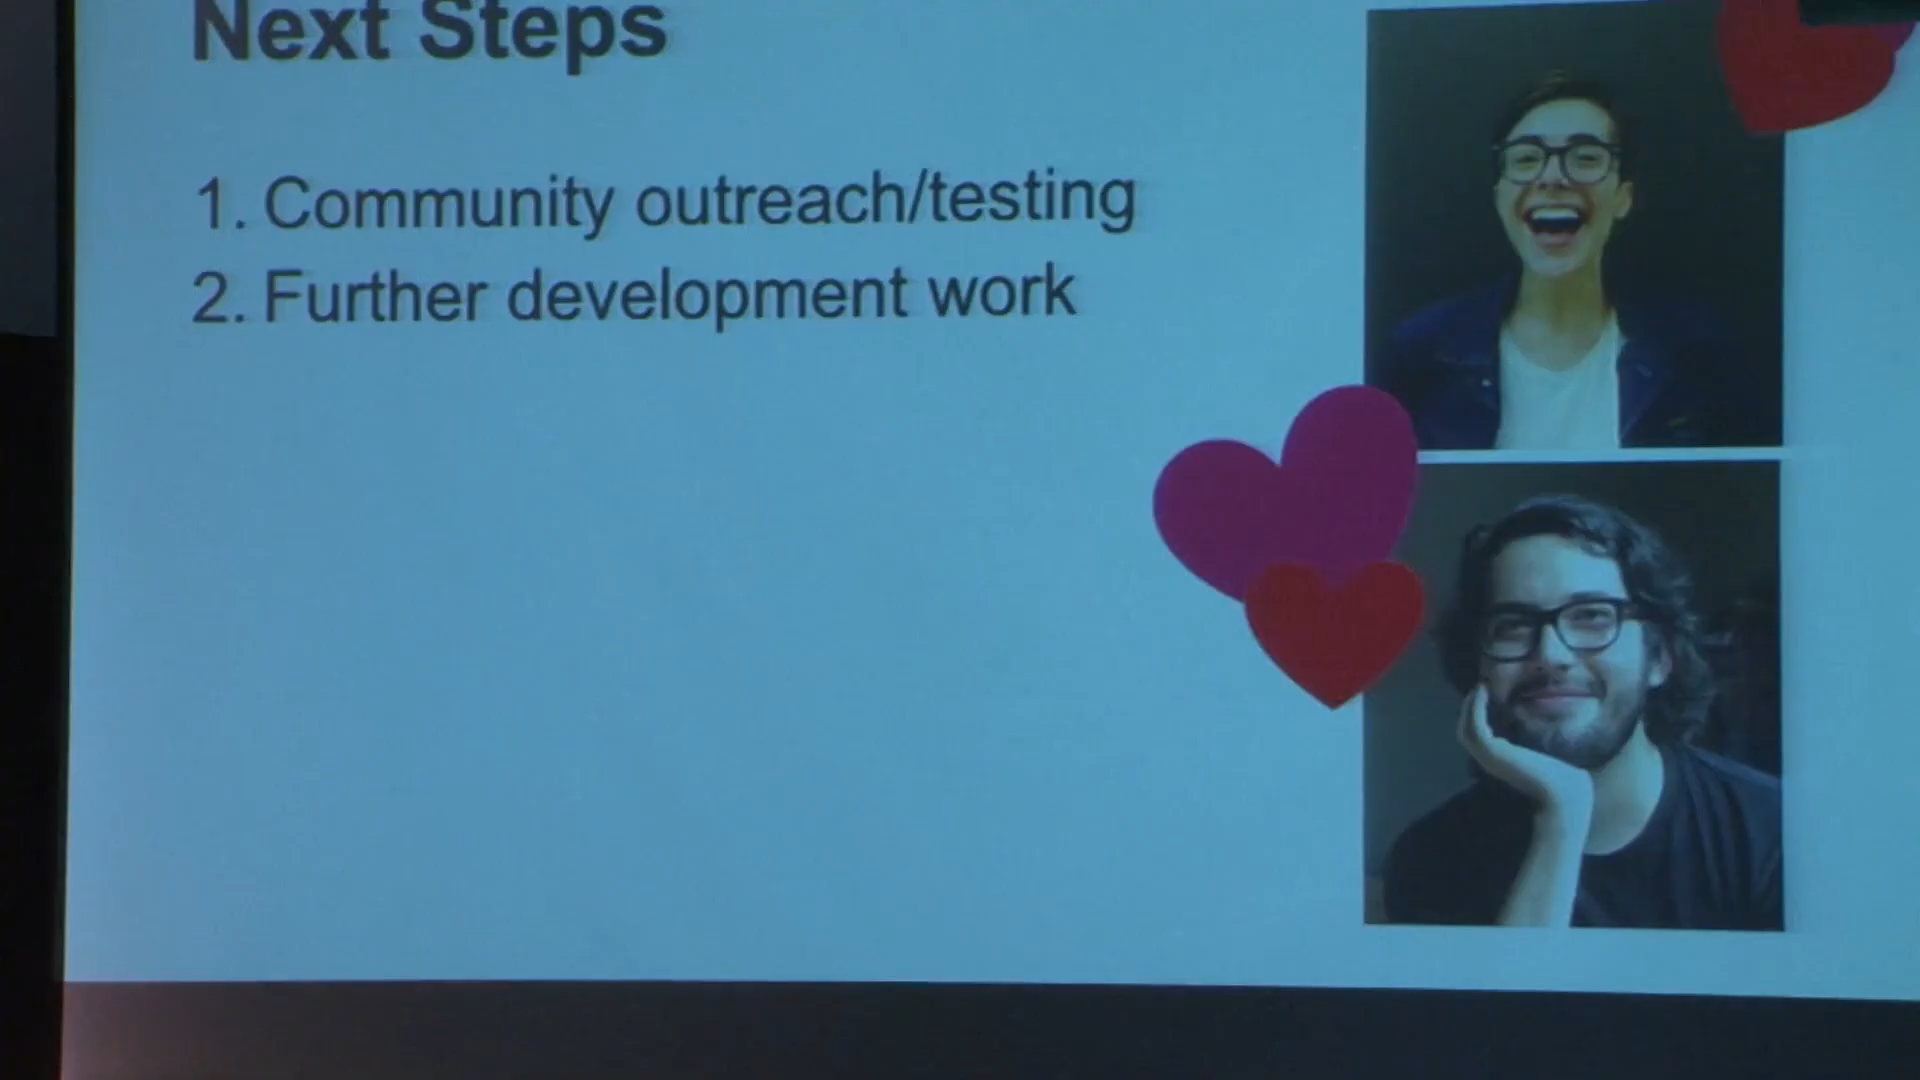 Next Steps
1. Community outreach/testing
2. Further development work